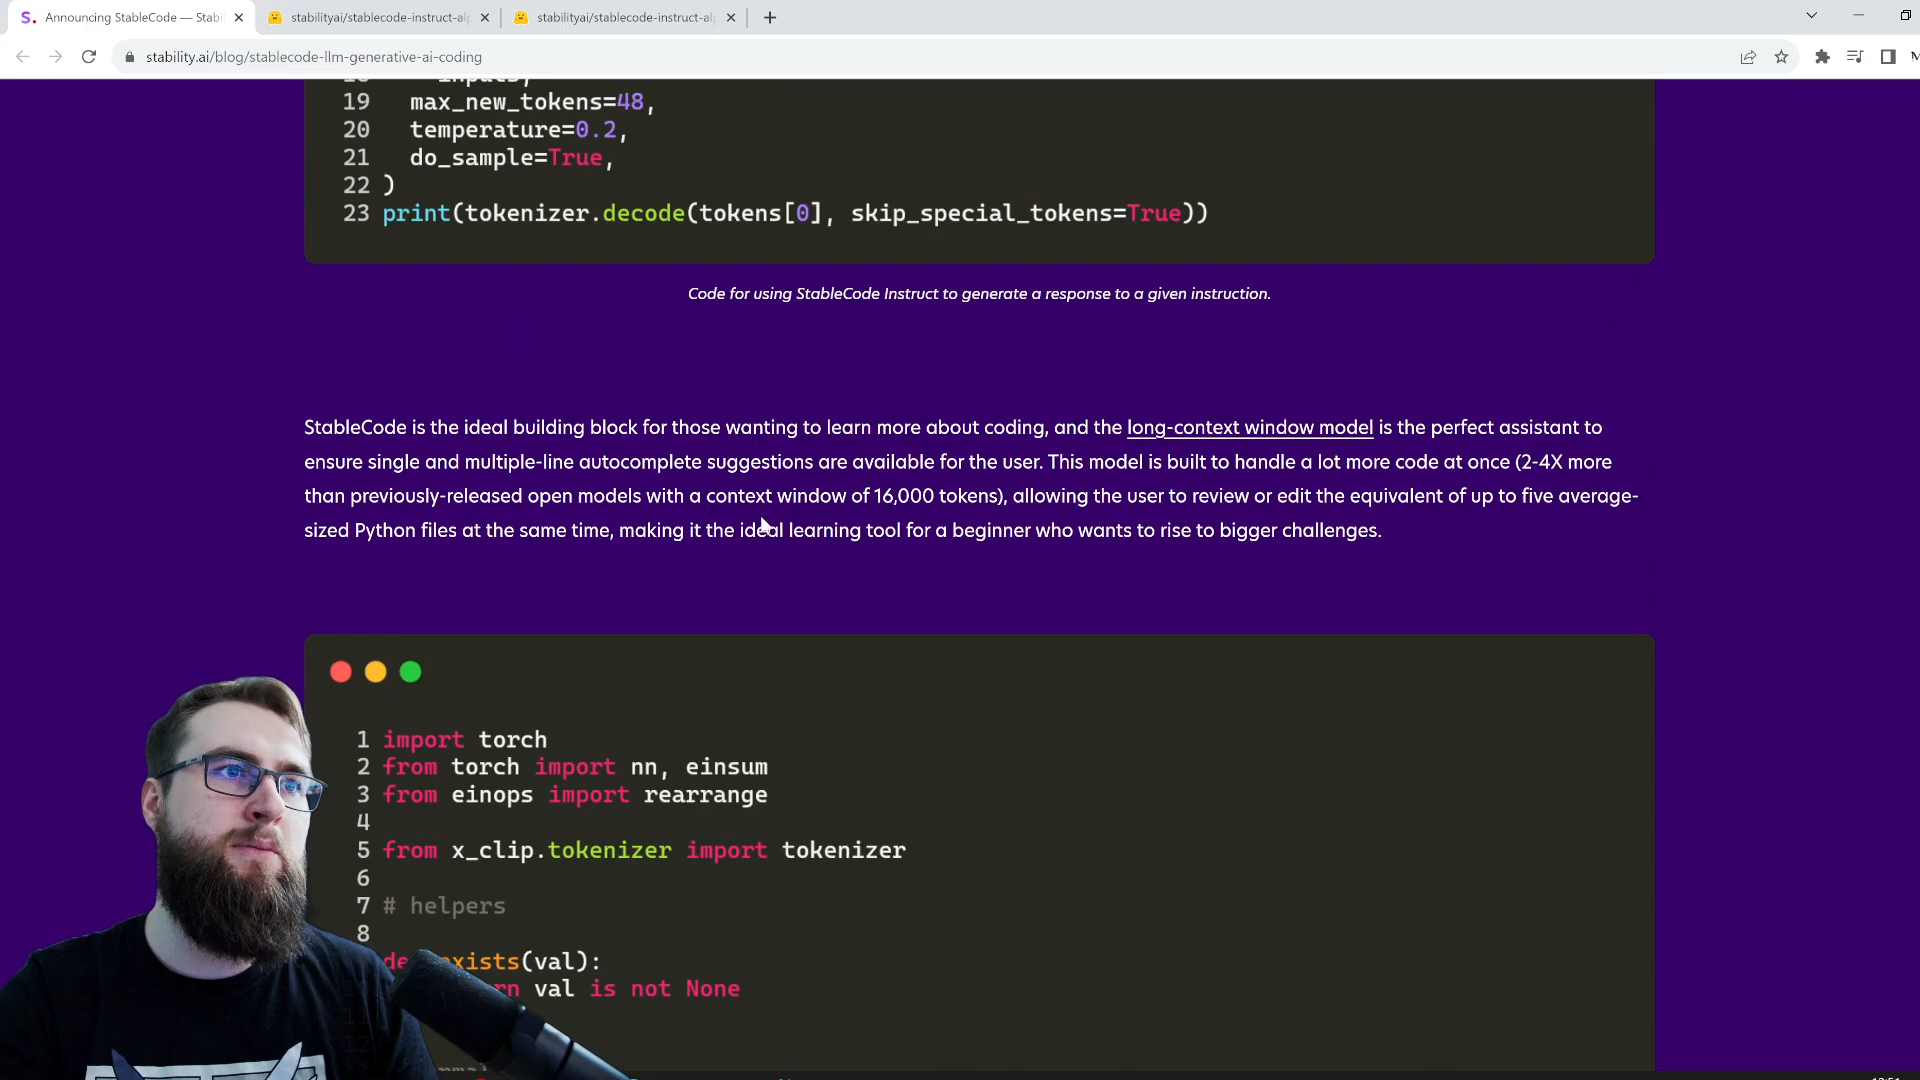 S. Announcing StableCode — Stabil
stabilityai/stablecode-instruct-alp
stabilityai/stablecode-instruct-alp
stability.ai/blog/stablecode-llm-generative-ai-coding
19 max_new_tokens=48,
20 temperature=0.2,
21 do_sample=True,
22 )
23 print(tokenizer.decode(tokens[0], skip_special_tokens=True))
Code for using StableCode Instruct to generate a response to a given instruction.
StableCode is the ideal building block for those wanting to learn more about coding, and the long-context window model is the perfect assistant to
ensure single and multiple-line autocomplete suggestions are available for the user. This model is built to handle a lot more code at once (2-4X more
than previously-released open models with a context window of 16,000 tokens), allowing the user to review or edit the equivalent of up to five average-
sized Python files at the same time, making it the ideal learning tool for a beginner who wants to rise to bigger challenges.
1 import torch
2 from torch import nn, einsum
3 from einops import rearrange
4
5 from x_clip.tokenizer import tokenizer
6
7 # helpers
8
exists(val):
val is not None